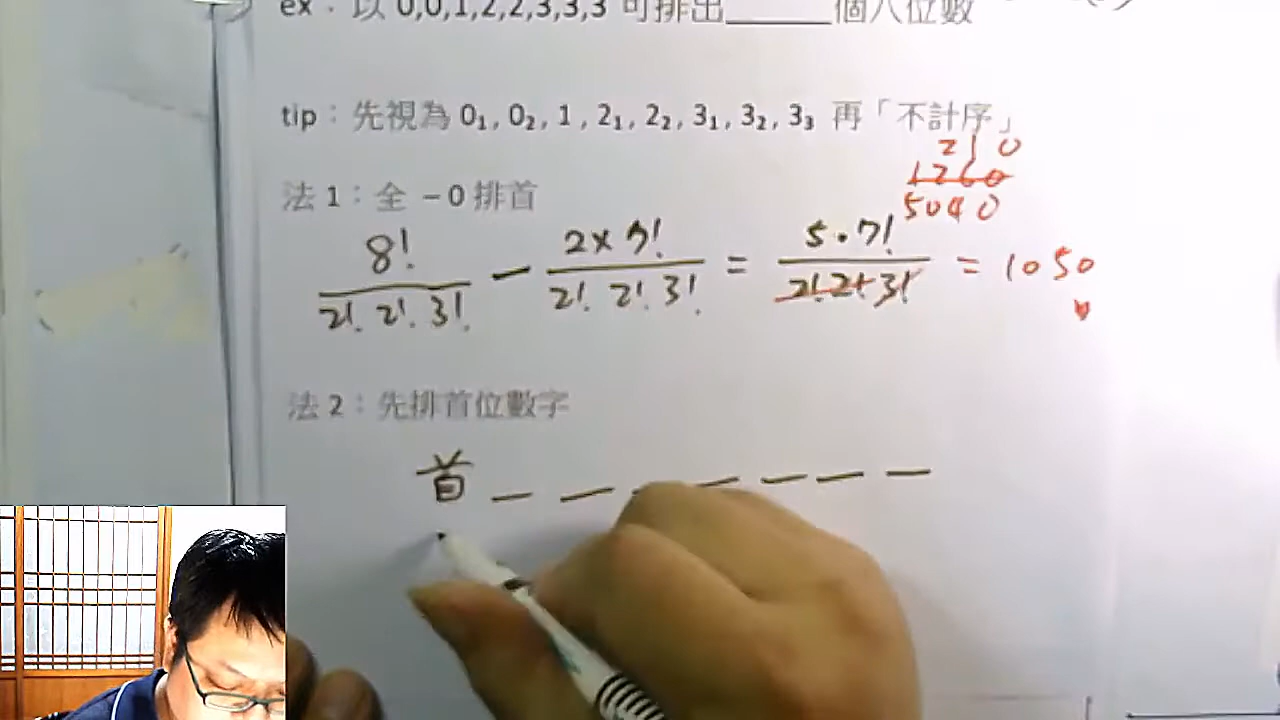 ex：以 0,0,1,2,2,3,3,3 可排出______個八位數
tip：先視為 0₁, 0₂, 1, 2₁, 2₂, 3₁, 3₂, 3₃ 再「不計序」
210
1260
5040
法 1：全 －0 排首
8!/(2! 2! 3!) － (2×7!)/(2! 2! 3!) = (5·7!)/(2! 2! 3!) = 1050
法 2：先排首位數字
首 _ _ _ _ _ _ _